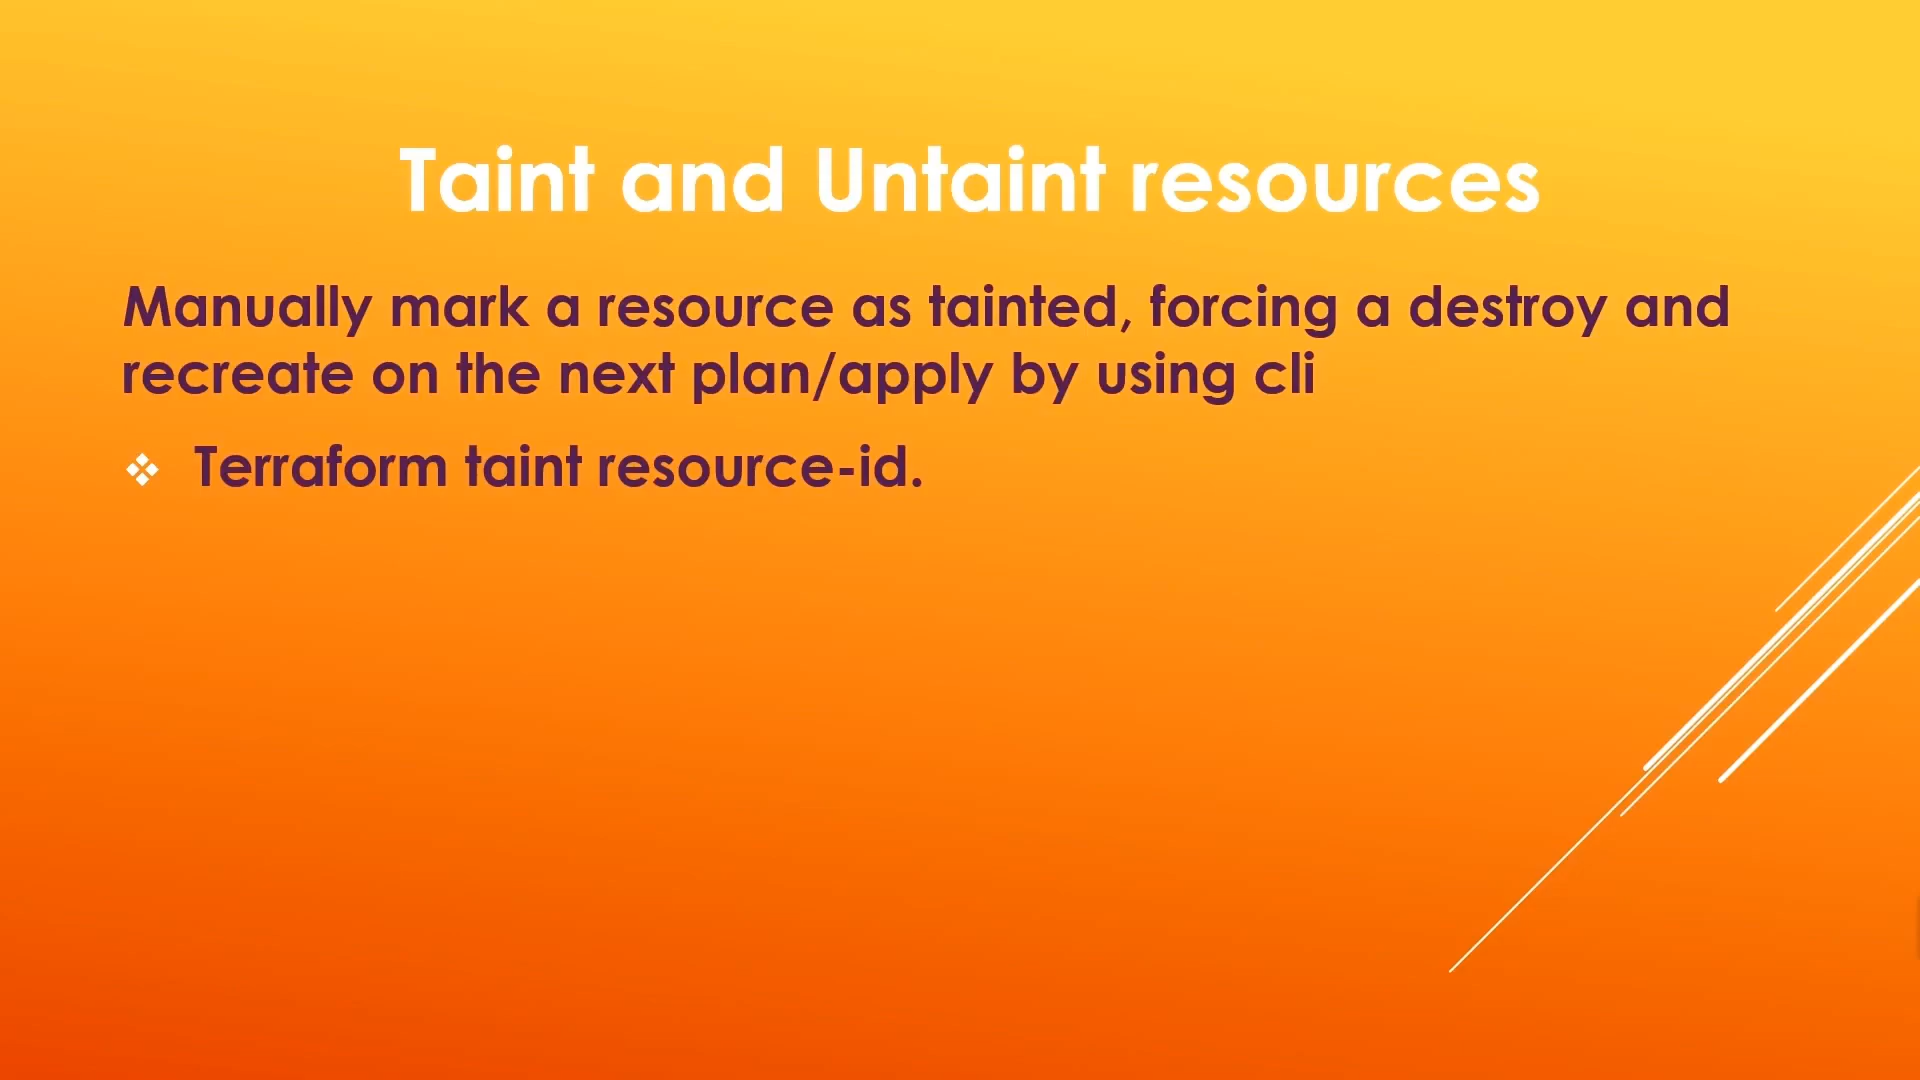 Taint and Untaint resources
Manually mark a resource as tainted, forcing a destroy and
recreate on the next plan/apply by using cli
Terraform taint resource-id.